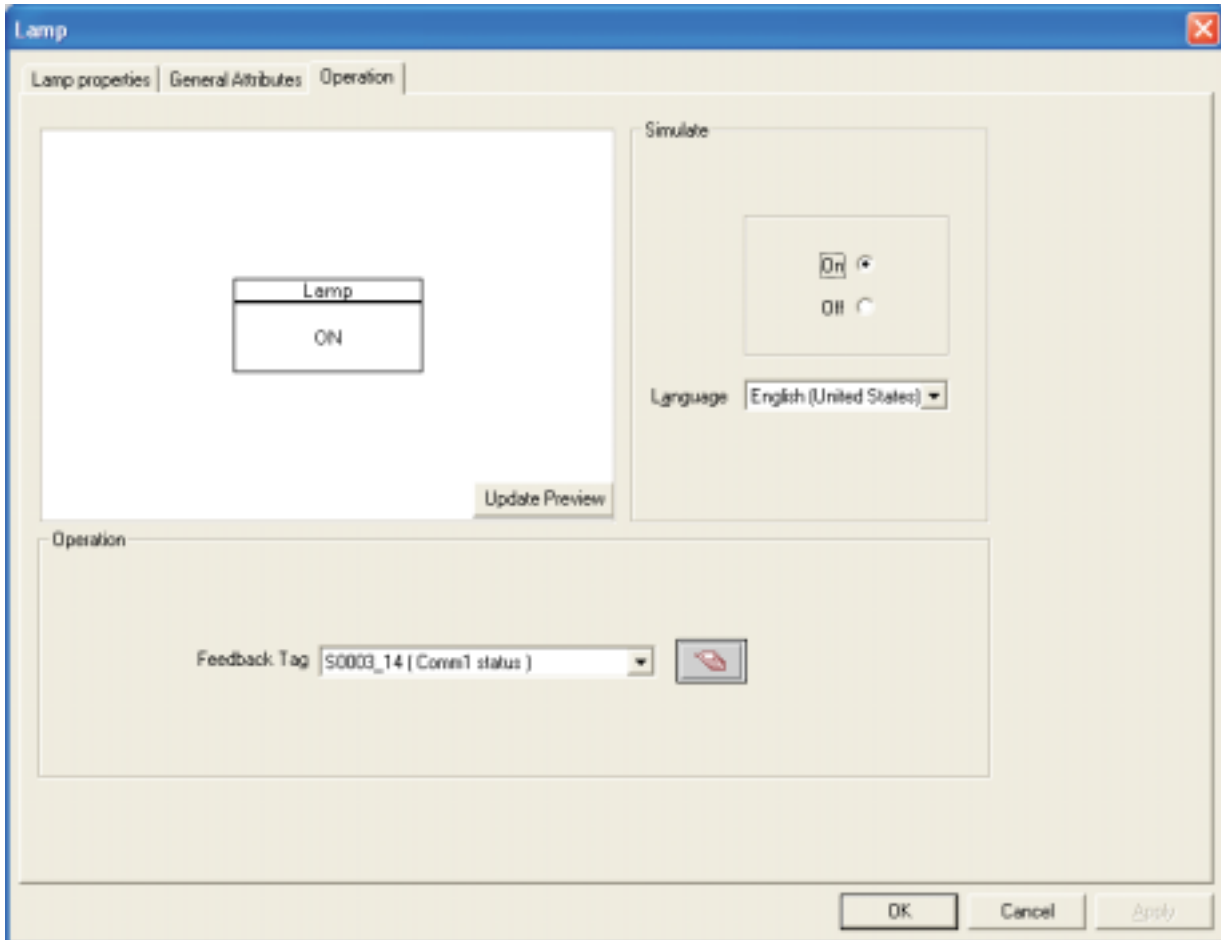 Lamp
Lamp properties General Attributes Operation
Simulate
Lamp
ON
On
Off
Language English (United States)
Update Preview
Operation
Feedback Tag S0003_14 ( Comm1 status )
OK Cancel Apply